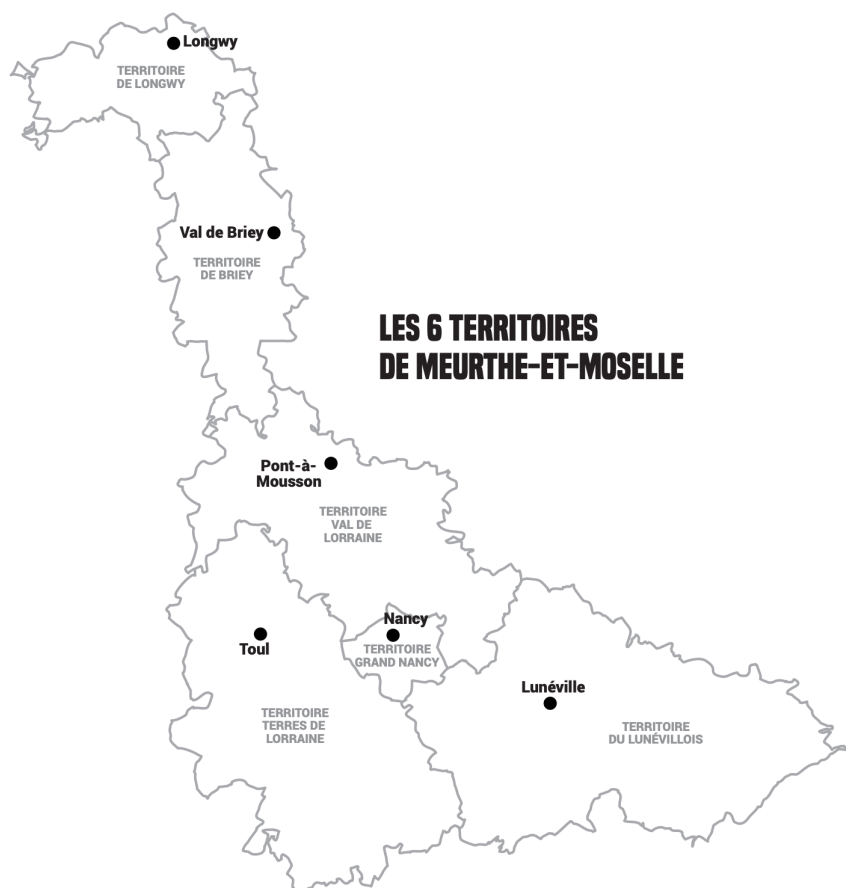 Longwy
TERRITOIRE
DE LONGWY
Val de Briey
TERRITOIRE
DE BRIEY
LES 6 TERRITOIRES
DE MEURTHE-ET-MOSELLE
Pont-à-
Mousson
TERRITOIRE
VAL DE
LORRAINE
Nancy
TERRITOIRE
GRAND NANCY
Toul
Lunéville
TERRITOIRE
TERRES DE
LORRAINE
TERRITOIRE
DU LUNÉVILLOIS